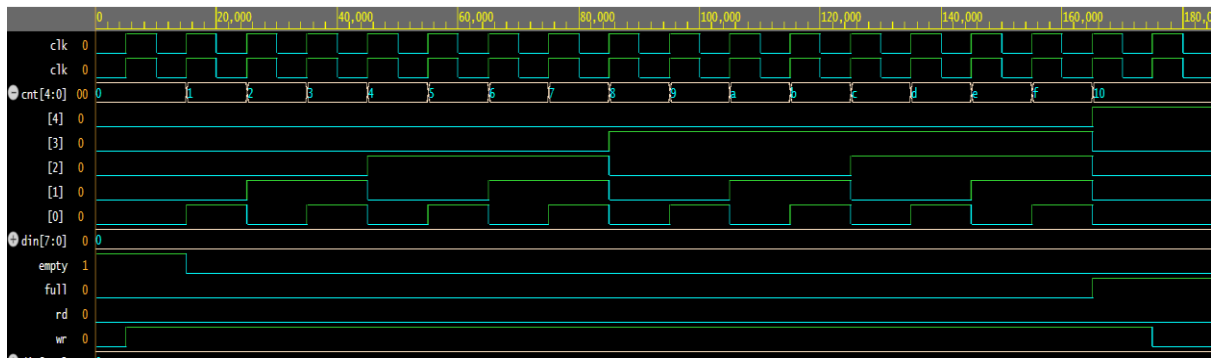 0 20,000 40,000 60,000 80,000 100,000 120,000 140,000 160,000 180,0
clk 0
clk 0
cnt[4:0] 00 0 1 2 3 4 5 6 7 8 9 a b c d e f 10
[4] 0
[3] 0
[2] 0
[1] 0
[0] 0
din[7:0] 0 0
empty 1
full 0
rd 0
wr 0